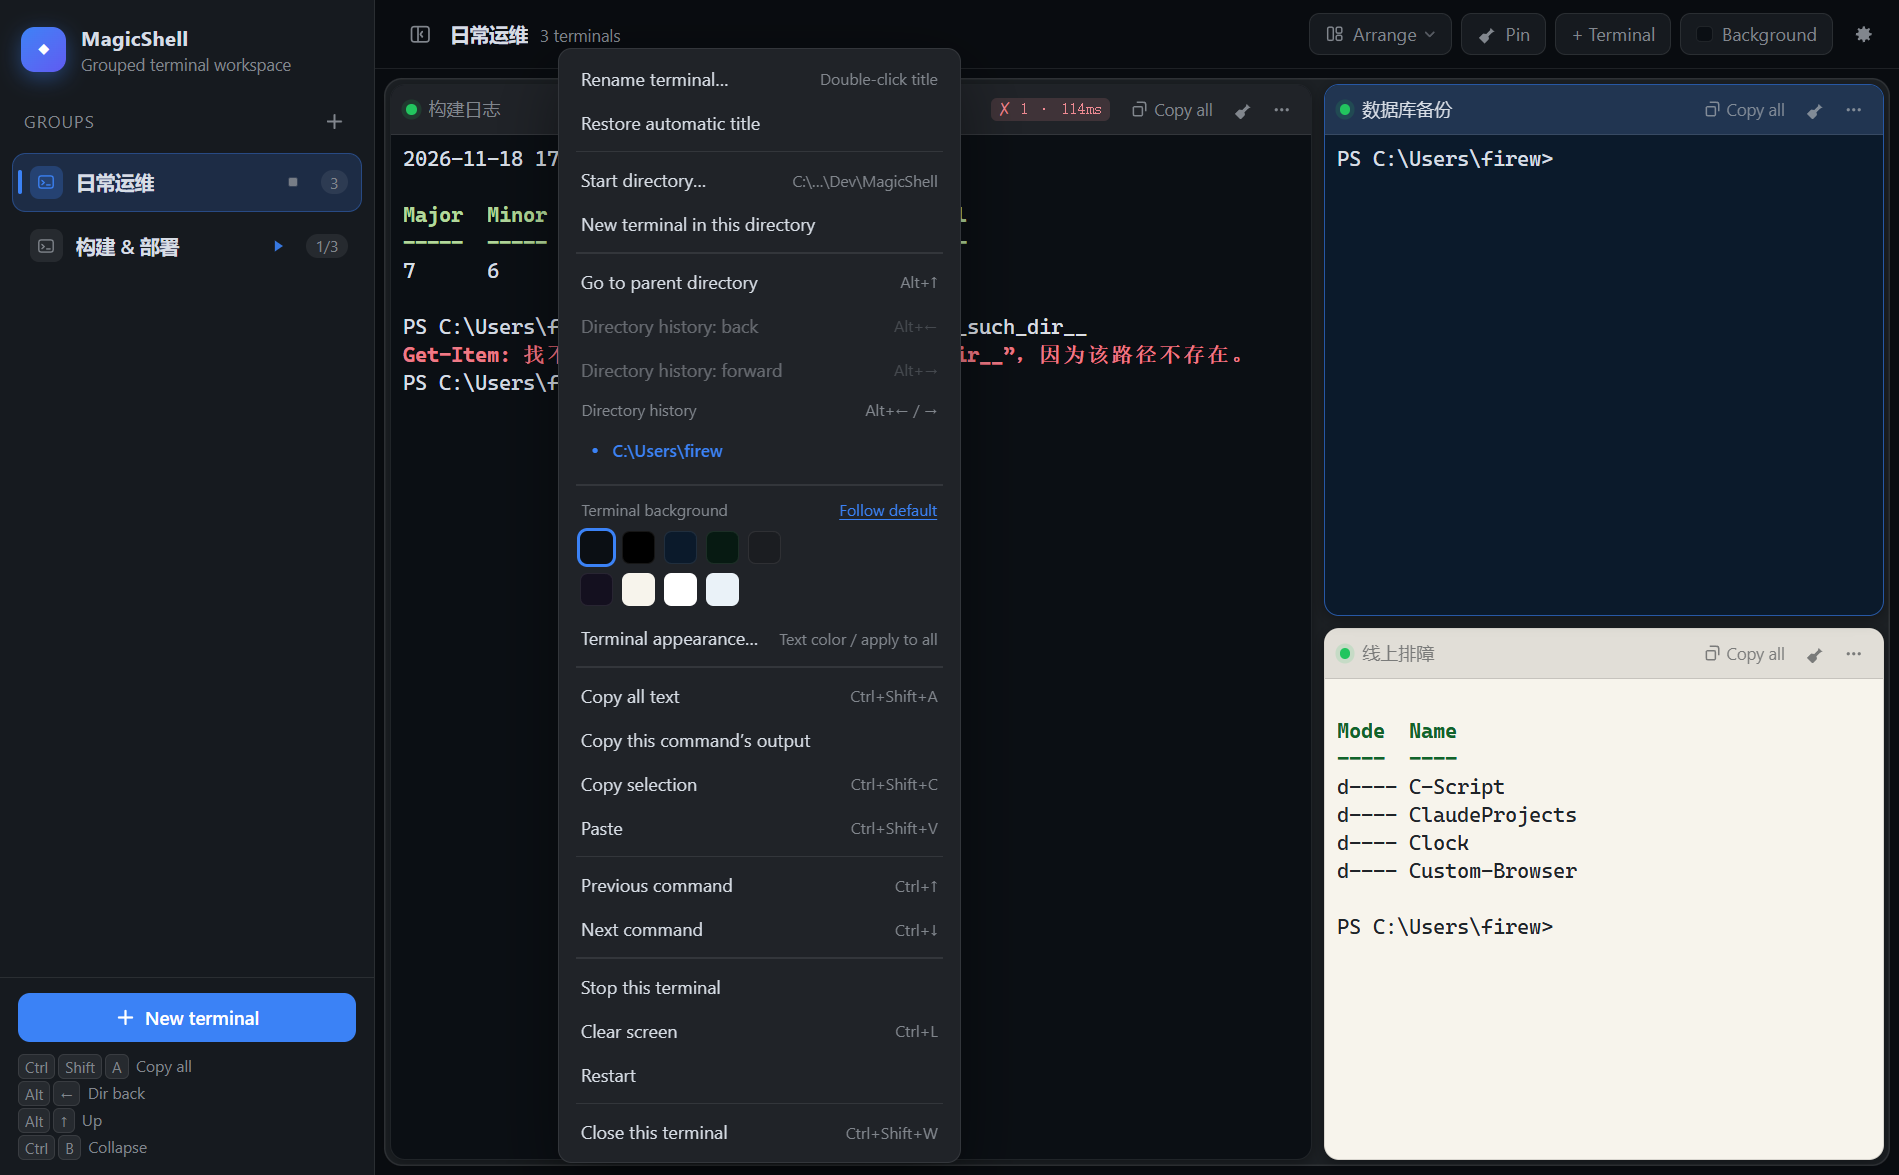 MagicShell
Grouped terminal workspace
GROUPS
日常运维
3
构建 & 部署
1/3
New terminal
Ctrl Shift A Copy all
Alt ← Dir back
Alt ↑ Up
Ctrl B Collapse
日常运维 3 terminals
Arrange
Pin
+ Terminal
Background
构建日志
X 1 · 114ms
Copy all
2026-11-18 17
Major Minor
----- -----
7 6
PS C:\Users\f
_such_dir__
Get-Item: 找
ir__”, 因为该路径不存在。
PS C:\Users\f
Rename terminal... Double-click title
Restore automatic title
Start directory... C:\...\Dev\MagicShell
New terminal in this directory
Go to parent directory Alt+↑
Directory history: back Alt+←
Directory history: forward Alt+→
Directory history Alt+← / →
• C:\Users\firew
Terminal background Follow default
Terminal appearance... Text color / apply to all
Copy all text Ctrl+Shift+A
Copy this command's output
Copy selection Ctrl+Shift+C
Paste Ctrl+Shift+V
Previous command Ctrl+↑
Next command Ctrl+↓
Stop this terminal
Clear screen Ctrl+L
Restart
Close this terminal Ctrl+Shift+W
数据库备份
Copy all
PS C:\Users\firew>
线上排障
Copy all
Mode Name
---- ----
d---- C-Script
d---- ClaudeProjects
d---- Clock
d---- Custom-Browser
PS C:\Users\firew>